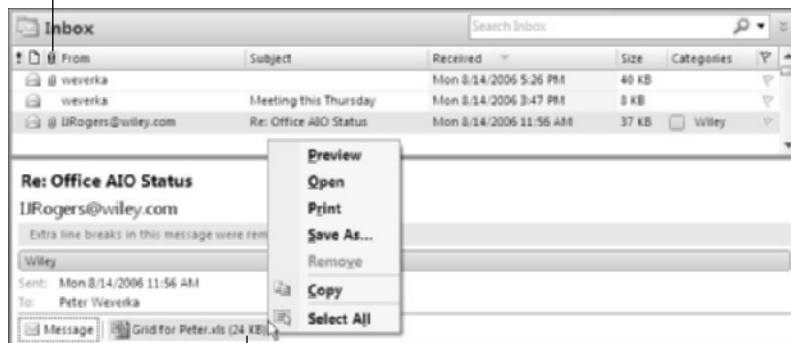 Inbox
Search Inbox
From Subject Received Size Categories
weverka Mon 8/14/2006 5:26 PM 40 KB
weverka Meeting this Thursday Mon 8/14/2006 3:47 PM 8 KB
IJRogers@wiley.com Re: Office AIO Status Mon 8/14/2006 11:56 AM 37 KB Wiley
Re: Office AIO Status
IJRogers@wiley.com
Extra line breaks in this message were
Wiley
Sent: Mon 8/14/2006 11:56 AM
To: Peter Weverka
Message Grid for Peter.xls (24 KB)
Preview
Open
Print
Save As...
Remove
Copy
Select All